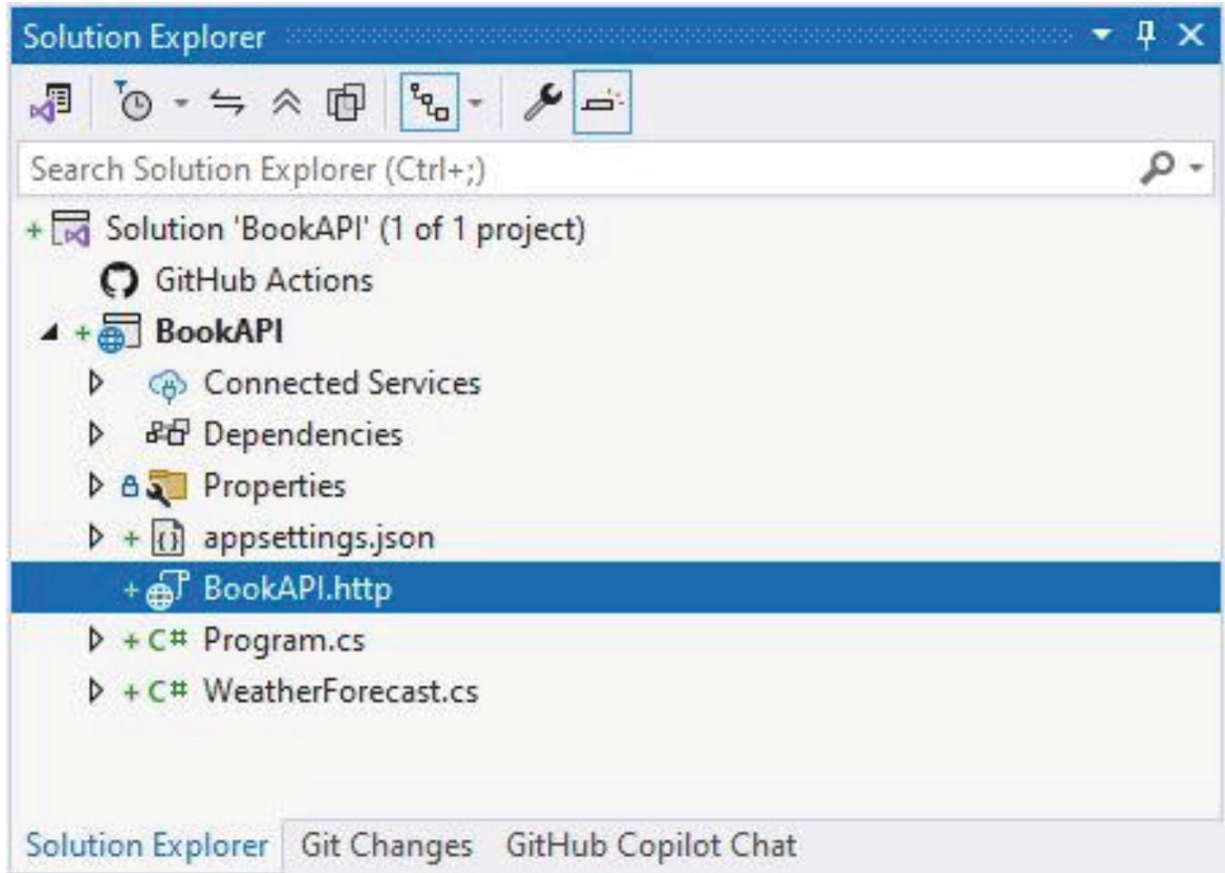 Solution Explorer
Search Solution Explorer (Ctrl+;)
Solution 'BookAPI' (1 of 1 project)
GitHub Actions
BookAPI
Connected Services
Dependencies
Properties
appsettings.json
BookAPI.http
C# Program.cs
C# WeatherForecast.cs
Solution Explorer Git Changes GitHub Copilot Chat